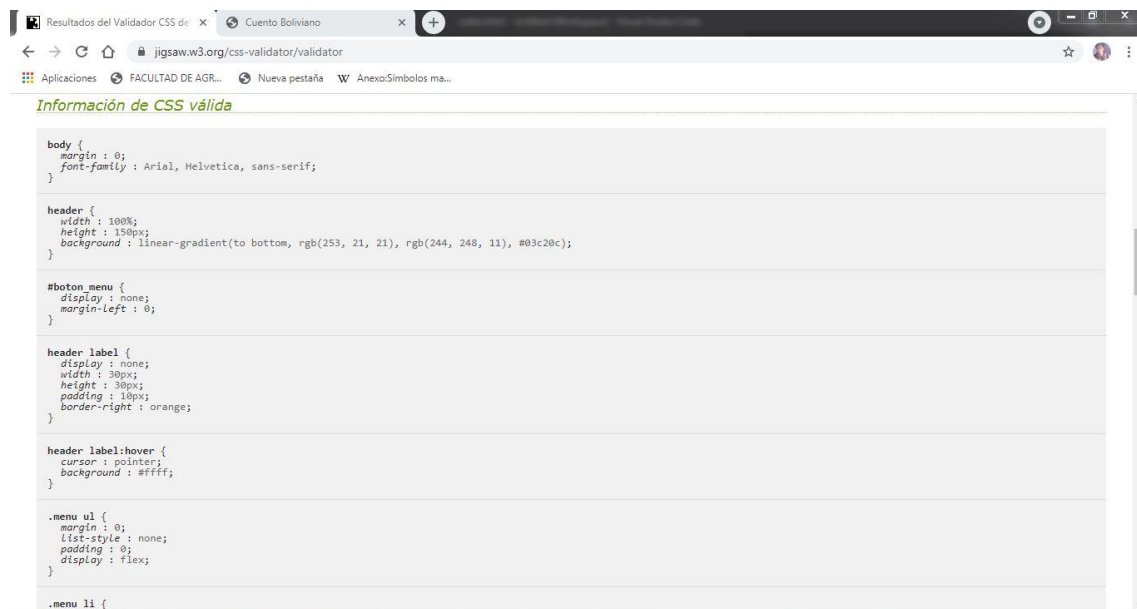 Resultados del Validador CSS de
Cuento Boliviano
jigsaw.w3.org/css-validator/validator
Aplicaciones
FACULTAD DE AGR...
Nueva pestaña
W Anexo:Símbolos ma...
Información de CSS válida
body {
margin : 0;
font-family : Arial, Helvetica, sans-serif;
}
header {
width : 100%;
height : 150px;
background : linear-gradient(to bottom, rgb(253, 21, 21), rgb(244, 248, 11), #03c20c);
}
#boton_menu {
display : none;
margin-left : 0;
}
header label {
display : none;
width : 30px;
height : 30px;
padding : 10px;
border-right : orange;
}
header label:hover {
cursor : pointer;
background : #ffff;
}
.menu ul {
margin : 0;
list-style : none;
padding : 0;
display : flex;
}
.menu li {